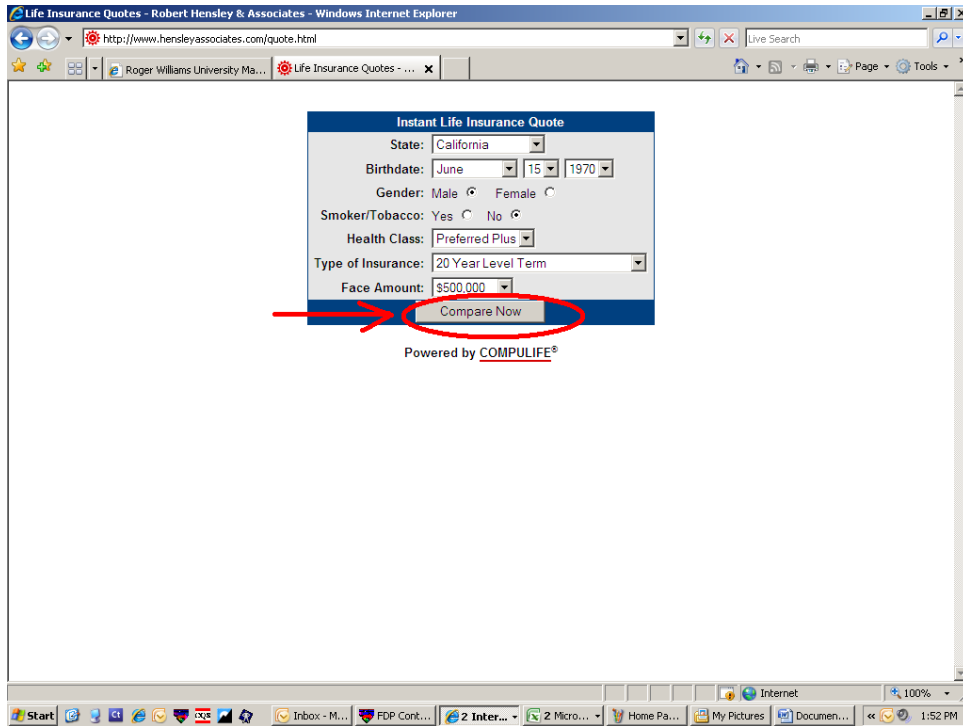 Life Insurance Quotes - Robert Hensley & Associates - Windows Internet Explorer
http://www.hensleyassociates.com/quote.html
Live Search
Roger Williams University Ma...
Life Insurance Quotes - ...
Page
Tools
Instant Life Insurance Quote
State: California
Birthdate: June 15 1970
Gender: Male Female
Smoker/Tobacco: Yes No
Health Class: Preferred Plus
Type of Insurance: 20 Year Level Term
Face Amount: $500,000
Compare Now
Powered by COMPULIFE®
Internet 100%
Start Inbox - M... FDP Cont... 2 Inter... 2 Micro... Home Pa... My Pictures Documen... 1:52 PM